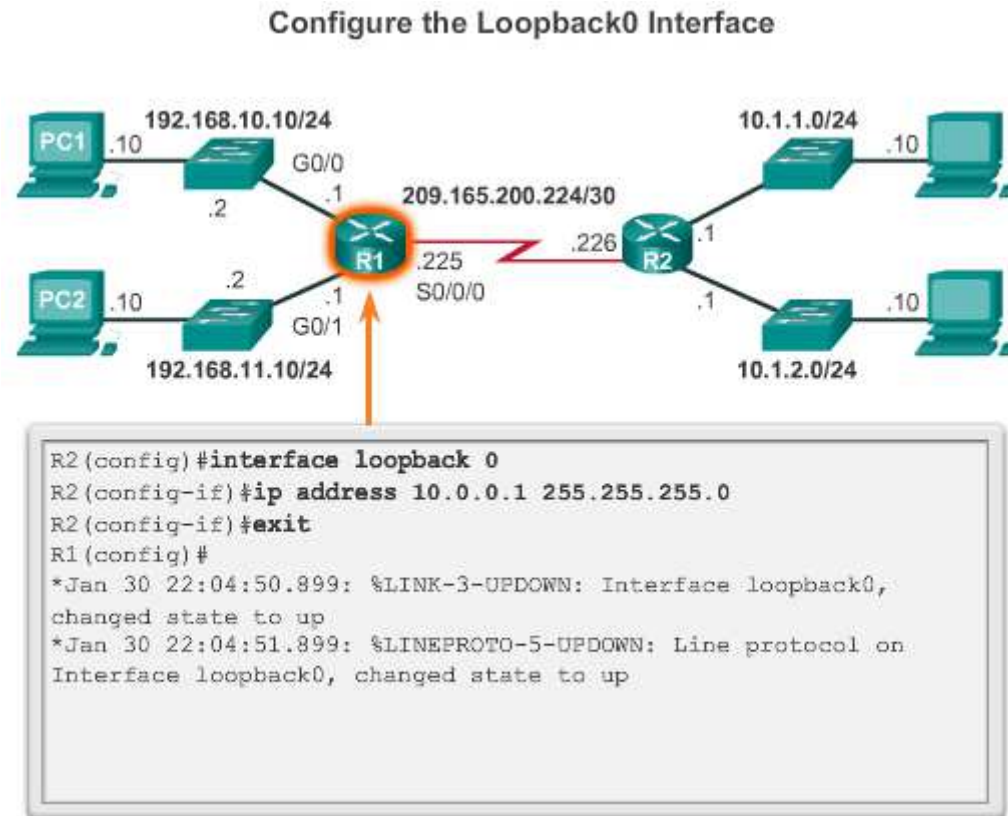 Configure the Loopback0 Interface
192.168.10.10/24
10.1.1.0/24
PC1
.10
G0/0
.10
.1
209.165.200.224/30
.2
.226
.1
R1
R2
.225
PC2
.10
.2
.1
S0/0/0
.1
.10
G0/1
192.168.11.10/24
10.1.2.0/24
R2(config)#interface loopback 0
R2(config-if)#ip address 10.0.0.1 255.255.255.0
R2(config-if)#exit
R1(config)#
*Jan 30 22:04:50.899: %LINK-3-UPDOWN: Interface loopback0,
changed state to up
*Jan 30 22:04:51.899: %LINEPROTO-5-UPDOWN: Line protocol on
Interface loopback0, changed state to up